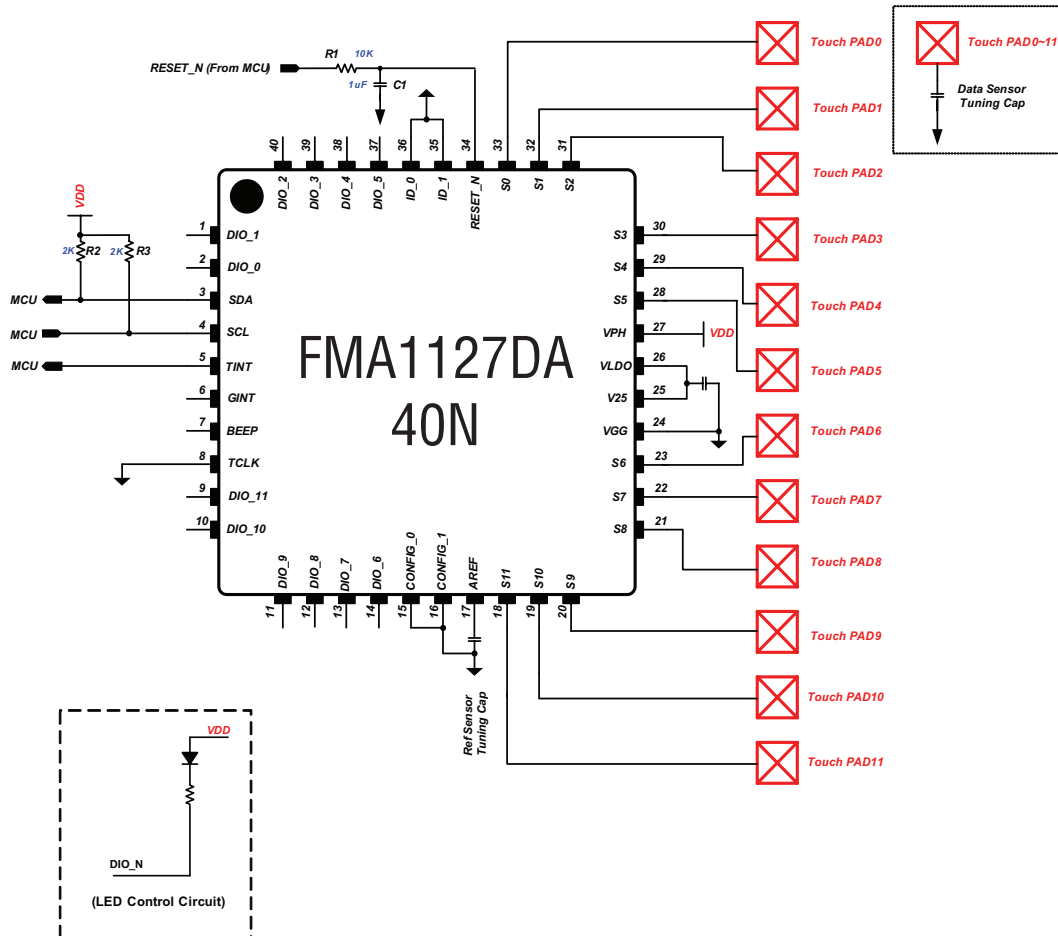 Touch PAD0
Touch PAD0~11
R1
10K
RESET_N (From MCU)
1uF
C1
Data Sensor
Tuning Cap
Touch PAD1
40
39
38
37
36
35
34
33
32
31
Touch PAD2
DIO_2
DIO_3
DIO_4
DIO_5
ID_0
ID_1
RESET_N
S0
S1
S2
VDD
2K
R2
2K
R3
1
DIO_1
2
DIO_0
MCU
3
SDA
MCU
4
SCL
MCU
5
TINT
6
GINT
7
BEEP
8
TCLK
9
DIO_11
10
DIO_10
FMA1127DA
40N
S3
30
Touch PAD3
S4
29
Touch PAD4
S5
28
VPH
27
VDD
VLDO
26
Touch PAD5
V25
25
VGG
24
Touch PAD6
S6
23
S7
22
Touch PAD7
S8
21
Touch PAD8
DIO_9
DIO_8
DIO_7
DIO_6
CONFIG_0
CONFIG_1
AREF
S11
S10
S9
11
12
13
14
15
16
17
18
19
20
Touch PAD9
Ref Sensor
Tuning Cap
Touch PAD10
Touch PAD11
VDD
DIO_N
(LED Control Circuit)